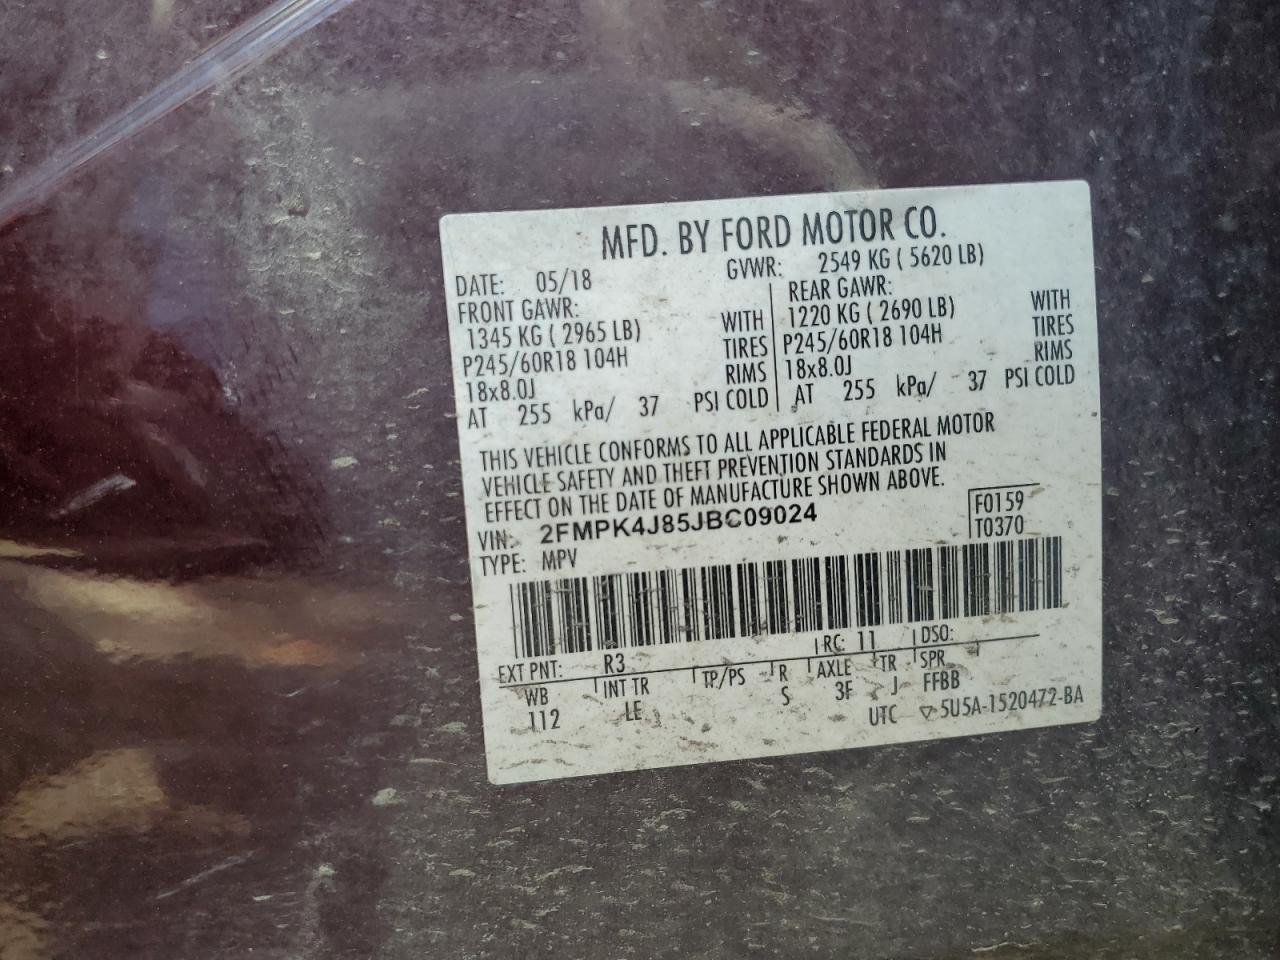 MFD. BY FORD MOTOR CO.
DATE: 05/18 GVWR: 2549 KG ( 5620 LB)
FRONT GAWR: REAR GAWR:
1345 KG ( 2965 LB) WITH 1220 KG ( 2690 LB) WITH
P245/60R18 104H TIRES P245/60R18 104H TIRES
18x8.0J RIMS 18x8.0J RIMS
AT 255 kPa/ 37 PSI COLD AT 255 kPa/ 37 PSI COLD
THIS VEHICLE CONFORMS TO ALL APPLICABLE FEDERAL MOTOR
VEHICLE SAFETY AND THEFT PREVENTION STANDARDS IN
EFFECT ON THE DATE OF MANUFACTURE SHOWN ABOVE.
VIN: 2FMPK4J85JBC09024 F0159
TYPE: MPV T0370
EXT PNT: R3 RC: 11 DSO:
WB INT TR TP/PS R AXLE TR SPR
112 LE S 3F J FFBB
UTC ▽5U5A-1520472-BA